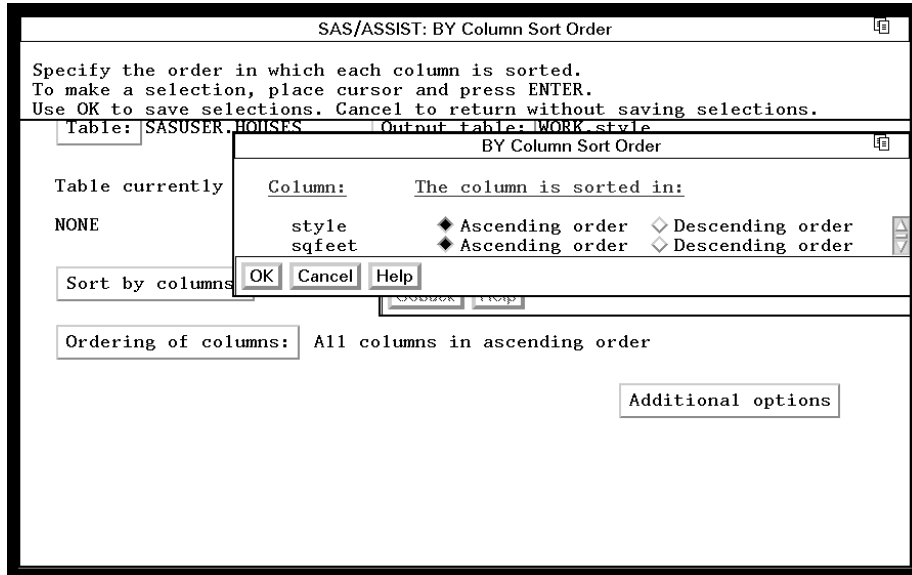 SAS/ASSIST: BY Column Sort Order
Specify the order in which each column is sorted.
To make a selection, place cursor and press ENTER.
Use OK to save selections. Cancel to return without saving selections.
Table: SASUSER.HOUSES Output table: WORK.style
BY Column Sort Order
Table currently
Column: The column is sorted in:
NONE
style Ascending order Descending order
sqfeet Ascending order Descending order
OK Cancel Help
Sort by columns
Goback Help
Ordering of columns: All columns in ascending order
Additional options